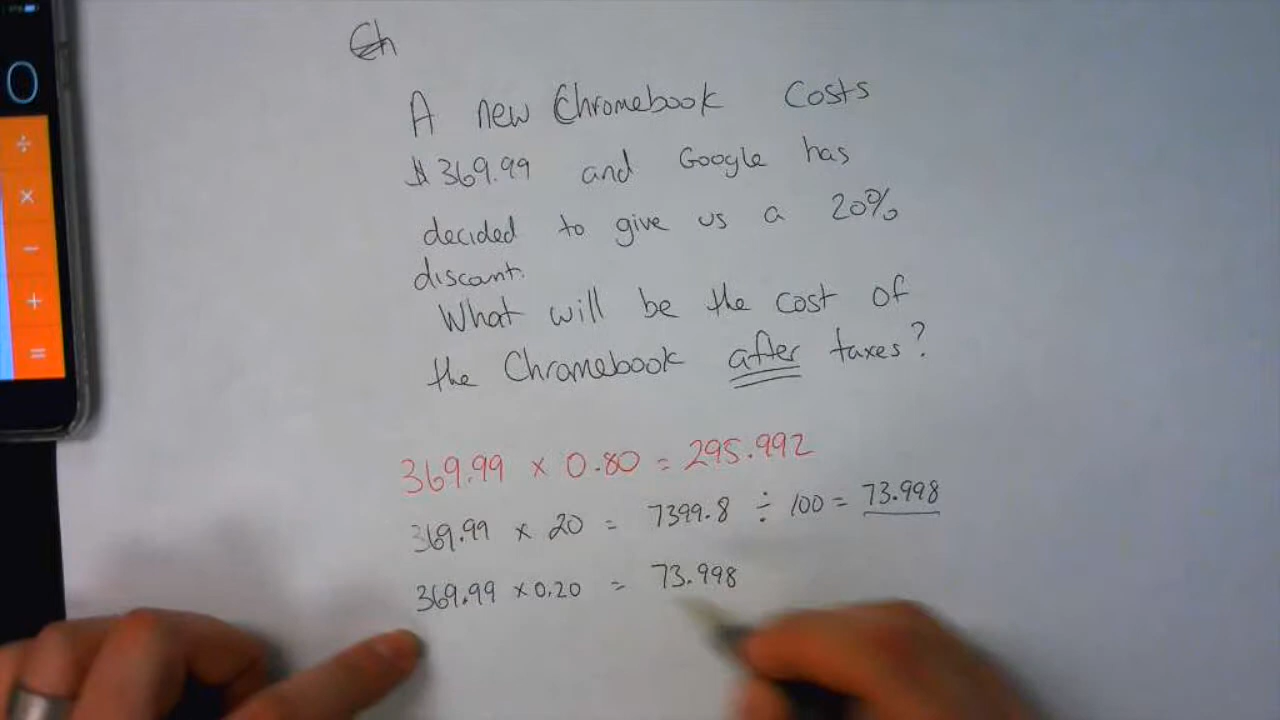 Ch
A new Chromebook costs
$369.99 and Google has
decided to give us a 20%
discount.
What will be the cost of
the Chromebook after taxes?
369.99 × 0.80 = 295.992
369.99 × 20 = 7399.8 ÷ 100 = 73.998
369.99 × 0.20 = 73.998
0
÷
×
−
+
=